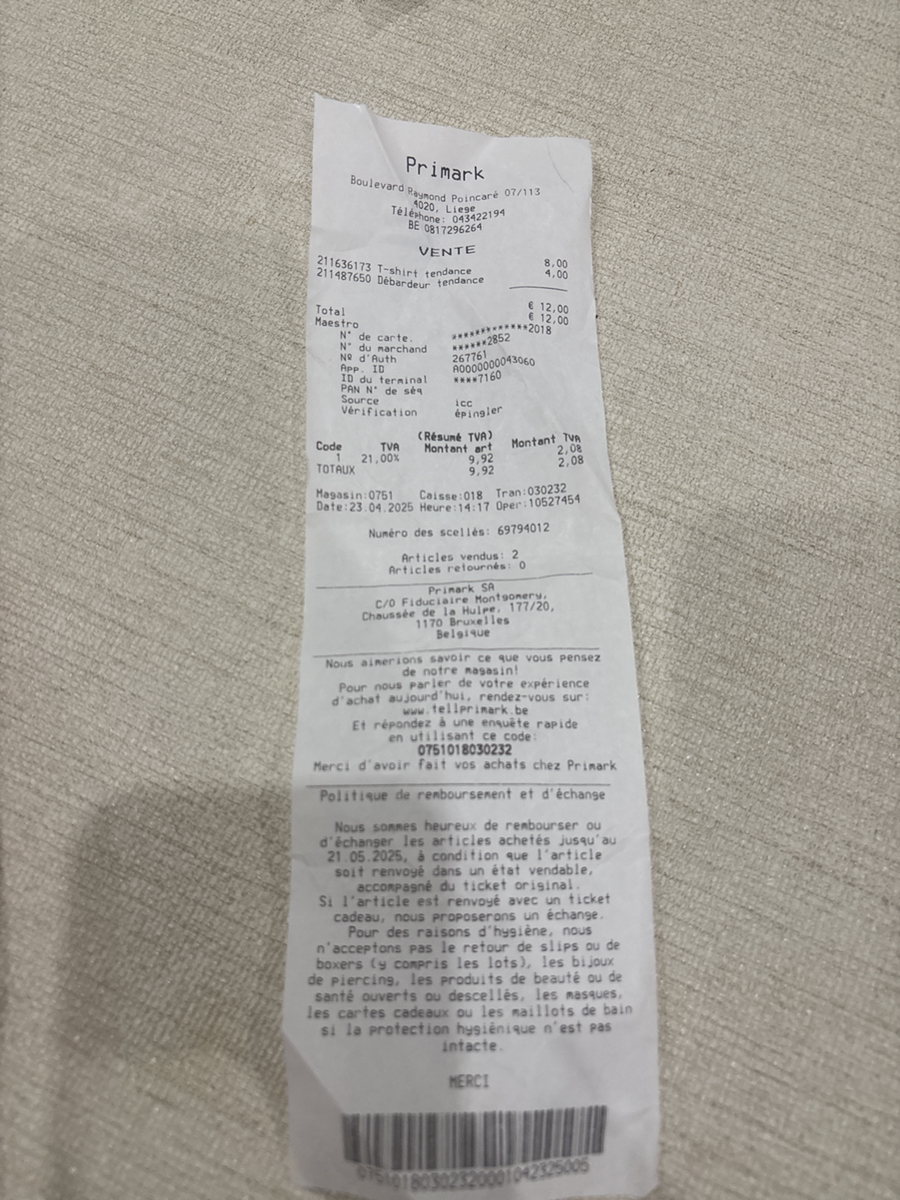 Primark
Boulevard Raymond Poincaré 07/113
4020, Liege
Téléphone: 043422194
BE 0817296264
VENTE
211636173 T-shirt tendance 8,00
211487650 Débardeur tendance 4,00
Total € 12,00
Maestro € 12,00
N° de carte. ************2018
N° du marchand ******2852
Nº d'Auth 267761
App. ID A0000000043060
ID du terminal ****7160
PAN N° de séq
Source icc
Vérification épingler
(Résumé TVA)
Code TVA Montant art Montant TVA
1 21,00% 9,92 2,08
TOTAUX 9,92 2,08
Magasin:0751 Caisse:018 Tran:030232
Date:23.04.2025 Heure:14:17 Oper:10527454
Numéro des scellés: 69794012
Articles vendus: 2
Articles retournés: 0
Primark SA
C/O Fiduciaire Montgomery,
Chaussée de la Hulpe, 177/20,
1170 Bruxelles
Belgique
Nous aimerions savoir ce que vous pensez
de notre magasin!
Pour nous parler de votre expérience
d'achat aujourd'hui, rendez-vous sur:
www.tellprimark.be
Et répondez à une enquête rapide
en utilisant ce code:
0751018030232
Merci d'avoir fait vos achats chez Primark
Politique de remboursement et d'échange
Nous sommes heureux de rembourser ou
d'échanger les articles achetés jusqu'au
21.05.2025, à condition que l'article
soit renvoyé dans un état vendable,
accompagné du ticket original.
Si l'article est renvoyé avec un ticket
cadeau, nous proposerons un échange.
Pour des raisons d'hygiène, nous
n'acceptons pas le retour de slips ou de
boxers (y compris les lots), les bijoux
de piercing, les produits de beauté ou de
santé ouverts ou descellés, les masques,
les cartes cadeaux ou les maillots de bain
si la protection hygiénique n'est pas
intacte.
MERCI
07510180302320001042325005